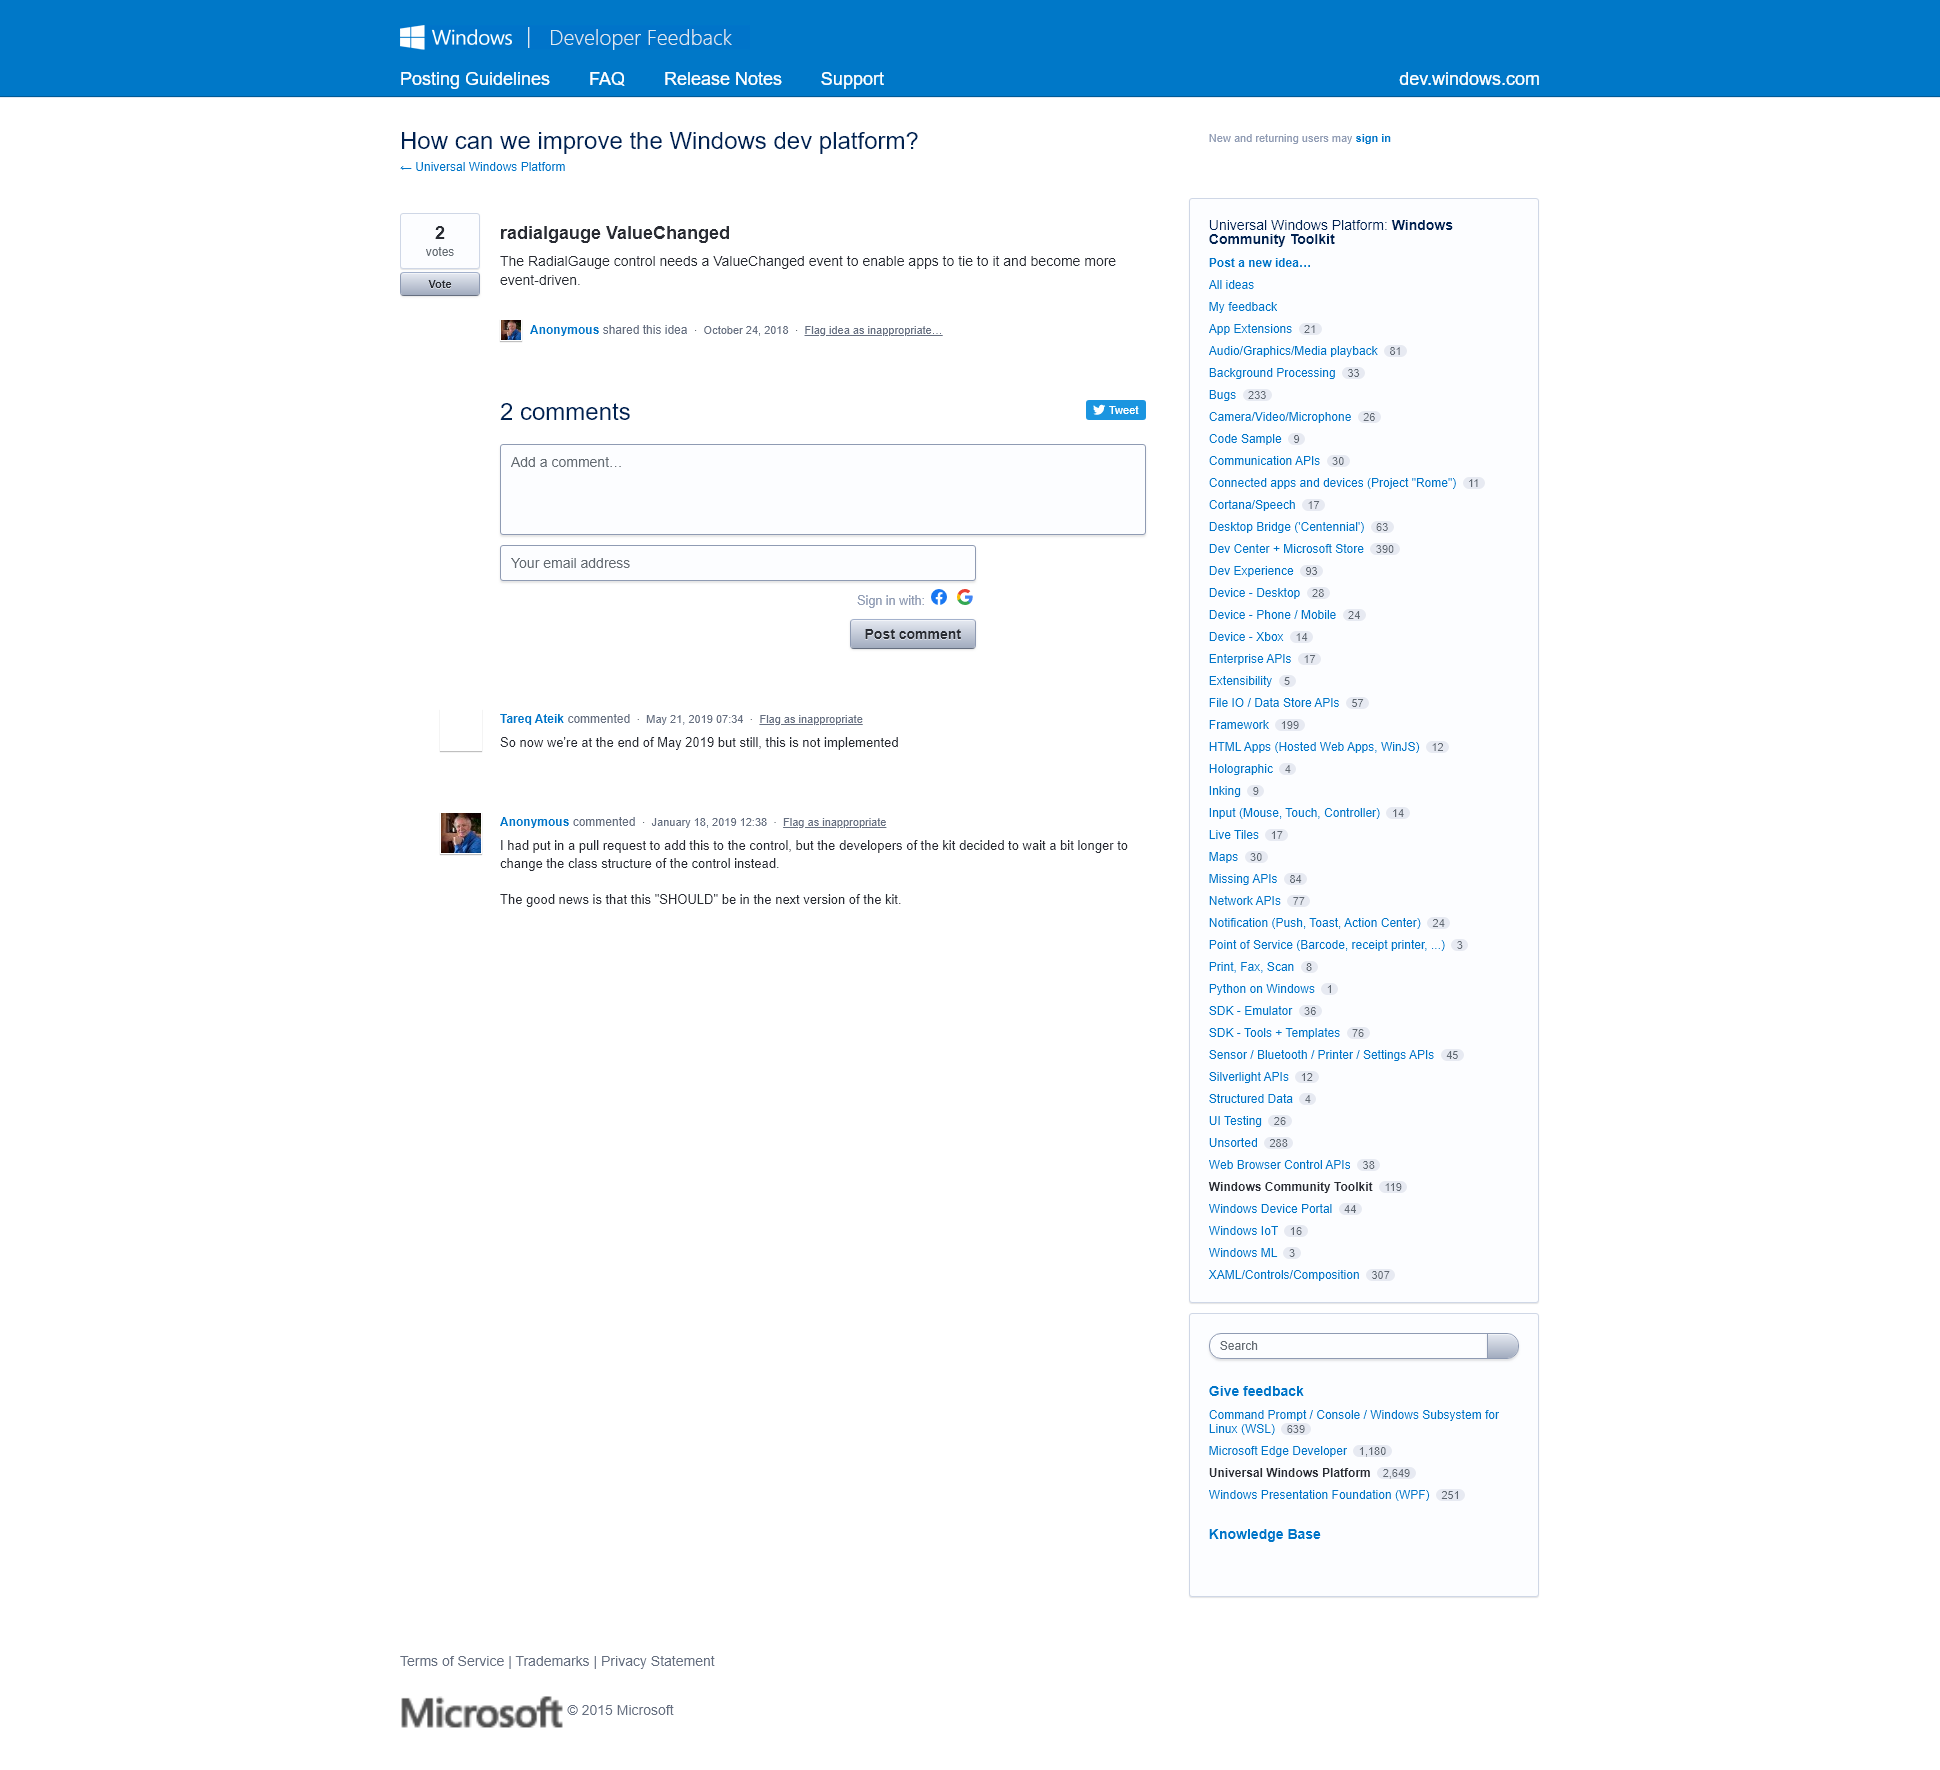 Windows | Developer Feedback
Posting Guidelines FAQ Release Notes Support dev.windows.com
How can we improve the Windows dev platform?
← Universal Windows Platform
New and returning users may sign in
2
votes
Vote
radialgauge ValueChanged
The RadialGauge control needs a ValueChanged event to enable apps to tie to it and become more
event-driven.
Anonymous shared this idea · October 24, 2018 · Flag idea as inappropriate…
2 comments
Tweet
Add a comment…
Your email address
Sign in with:
Post comment
Tareq Ateik commented · May 21, 2019 07:34 · Flag as inappropriate
So now we're at the end of May 2019 but still, this is not implemented
Anonymous commented · January 18, 2019 12:38 · Flag as inappropriate
I had put in a pull request to add this to the control, but the developers of the kit decided to wait a bit longer to
change the class structure of the control instead.
The good news is that this "SHOULD" be in the next version of the kit.
Universal Windows Platform: Windows
Community Toolkit
Post a new idea…
All ideas
My feedback
App Extensions 21
Audio/Graphics/Media playback 81
Background Processing 33
Bugs 233
Camera/Video/Microphone 26
Code Sample 9
Communication APIs 30
Connected apps and devices (Project "Rome") 11
Cortana/Speech 17
Desktop Bridge ('Centennial') 63
Dev Center + Microsoft Store 390
Dev Experience 93
Device - Desktop 28
Device - Phone / Mobile 24
Device - Xbox 14
Enterprise APIs 17
Extensibility 5
File IO / Data Store APIs 57
Framework 199
HTML Apps (Hosted Web Apps, WinJS) 12
Holographic 4
Inking 9
Input (Mouse, Touch, Controller) 14
Live Tiles 17
Maps 30
Missing APIs 84
Network APIs 77
Notification (Push, Toast, Action Center) 24
Point of Service (Barcode, receipt printer, ...) 3
Print, Fax, Scan 8
Python on Windows 1
SDK - Emulator 36
SDK - Tools + Templates 76
Sensor / Bluetooth / Printer / Settings APIs 45
Silverlight APIs 12
Structured Data 4
UI Testing 26
Unsorted 288
Web Browser Control APIs 38
Windows Community Toolkit 119
Windows Device Portal 44
Windows IoT 16
Windows ML 3
XAML/Controls/Composition 307
Search
Give feedback
Command Prompt / Console / Windows Subsystem for
Linux (WSL) 639
Microsoft Edge Developer 1,180
Universal Windows Platform 2,649
Windows Presentation Foundation (WPF) 251
Knowledge Base
Terms of Service | Trademarks | Privacy Statement
Microsoft © 2015 Microsoft